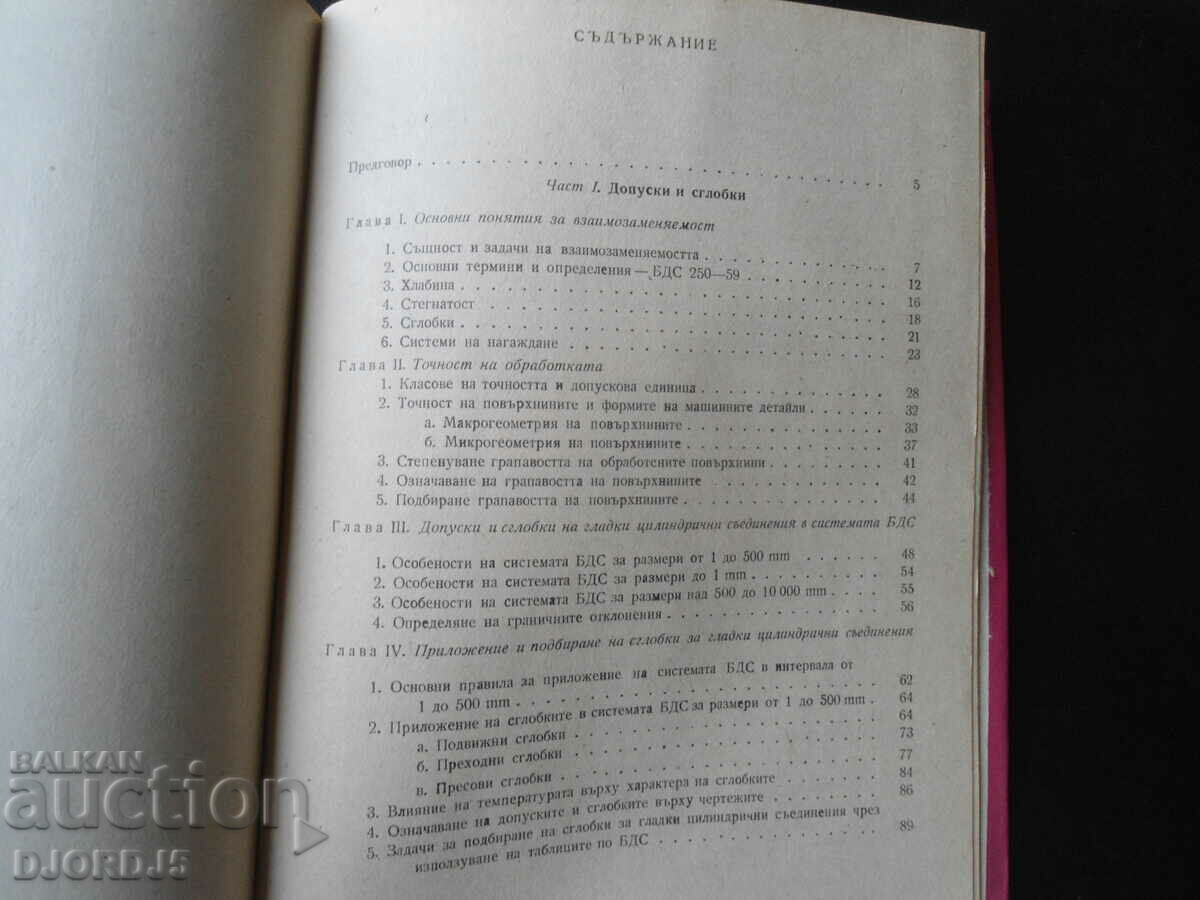 СЪДЪРЖАНИЕ
Предговор . . . . . . . . . . . . . . . . . . . . . . . . . . 5
Част I. Допуски и сглобки
Глава I. Основни понятия за взаимозаменяемост
1. Същност и задачи на взаимозаменяемостта . . . . . . . . . . 7
2. Основни термини и определения — БДС 250—59 . . . . . . . . 12
3. Хлабина . . . . . . . . . . . . . . . . . . . . . . . . 16
4. Стегнатост . . . . . . . . . . . . . . . . . . . . . . . 18
5. Сглобки . . . . . . . . . . . . . . . . . . . . . . . . 21
6. Системи на нагаждане . . . . . . . . . . . . . . . . . . 23
Глава II. Точност на обработката
1. Класове на точността и допускова единица . . . . . . . . . . 28
2. Точност на повърхнините и формите на машинните детайли . . . . 32
а. Макрогеометрия на повърхнините . . . . . . . . . . . . 33
б. Микрогеометрия на повърхнините . . . . . . . . . . . . 37
3. Степенуване грапавостта на обработените повърхнини . . . . . . 41
4. Означаване на грапавостта на повърхнините . . . . . . . . . . 42
5. Подбиране грапавостта на повърхнините . . . . . . . . . . . 44
Глава III. Допуски и сглобки на гладки цилиндрични съединения в системата БДС
1. Особености на системата БДС за размери от 1 до 500 mm . . . . . 48
2. Особености на системата БДС за размери до 1 mm . . . . . . . 54
3. Особености на системата БДС за размери над 500 до 10 000 mm . . . 55
4. Определяне на граничните отклонения . . . . . . . . . . . . 56
Глава IV. Приложение и подбиране на сглобки за гладки цилиндрични съединения
1. Основни правила за приложение на системата БДС в интервала от
1 до 500 mm . . . . . . . . . . . . . . . . . . . . . 62
2. Приложение на сглобките в системата БДС за размери от 1 до 500 mm . 64
а. Подвижни сглобки . . . . . . . . . . . . . . . . . . 64
б. Преходни сглобки . . . . . . . . . . . . . . . . . . 73
в. Пресови сглобки . . . . . . . . . . . . . . . . . . . 77
3. Влияние на температурата върху характера на сглобките . . . . . 84
4. Означаване на допуските и сглобките върху чертежите . . . . . . 86
5. Задачи за подбиране на сглобки за гладки цилиндрични съединения чрез
използуване на таблиците по БДС . . . . . . . . . . . . . 89
BALKAN
auction
DJORDJ5